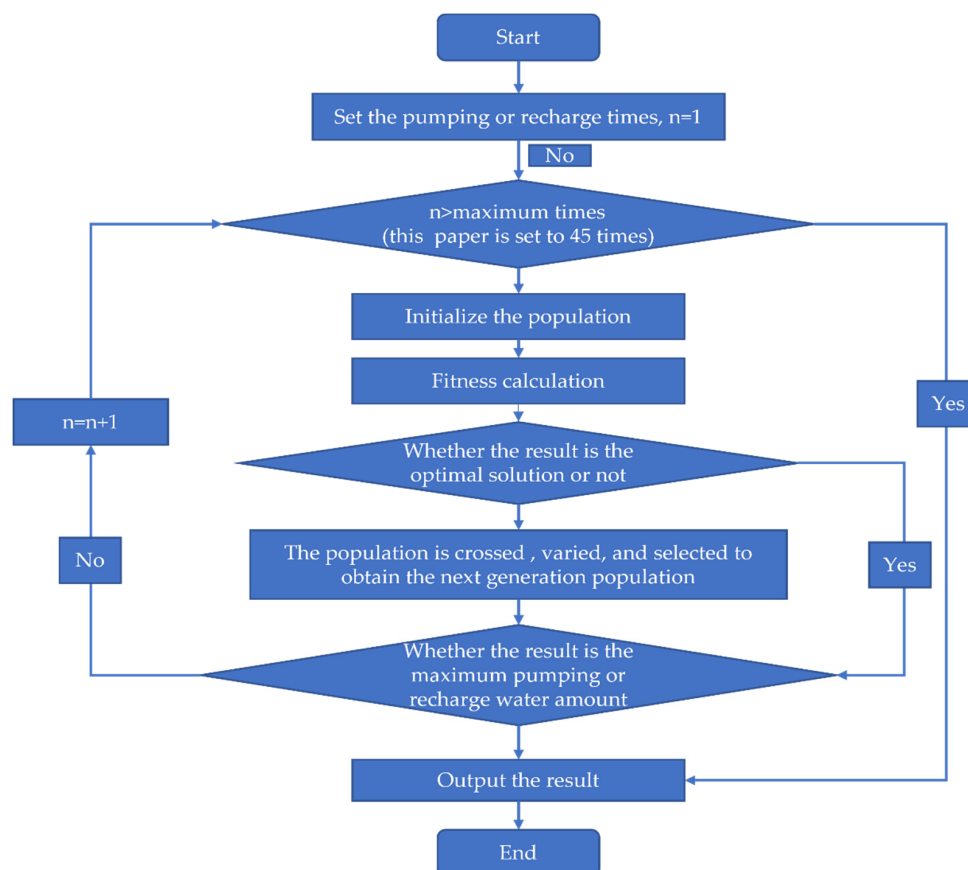 Start
Set the pumping or recharge times, n=1
No
n>maximum times
(this paper is set to 45 times)
Initialize the population
Fitness calculation
Yes
n=n+1
Whether the result is the
optimal solution or not
No
The population is crossed , varied, and selected to
obtain the next generation population
Yes
Whether the result is the
maximum pumping or
recharge water amount
Output the result
End